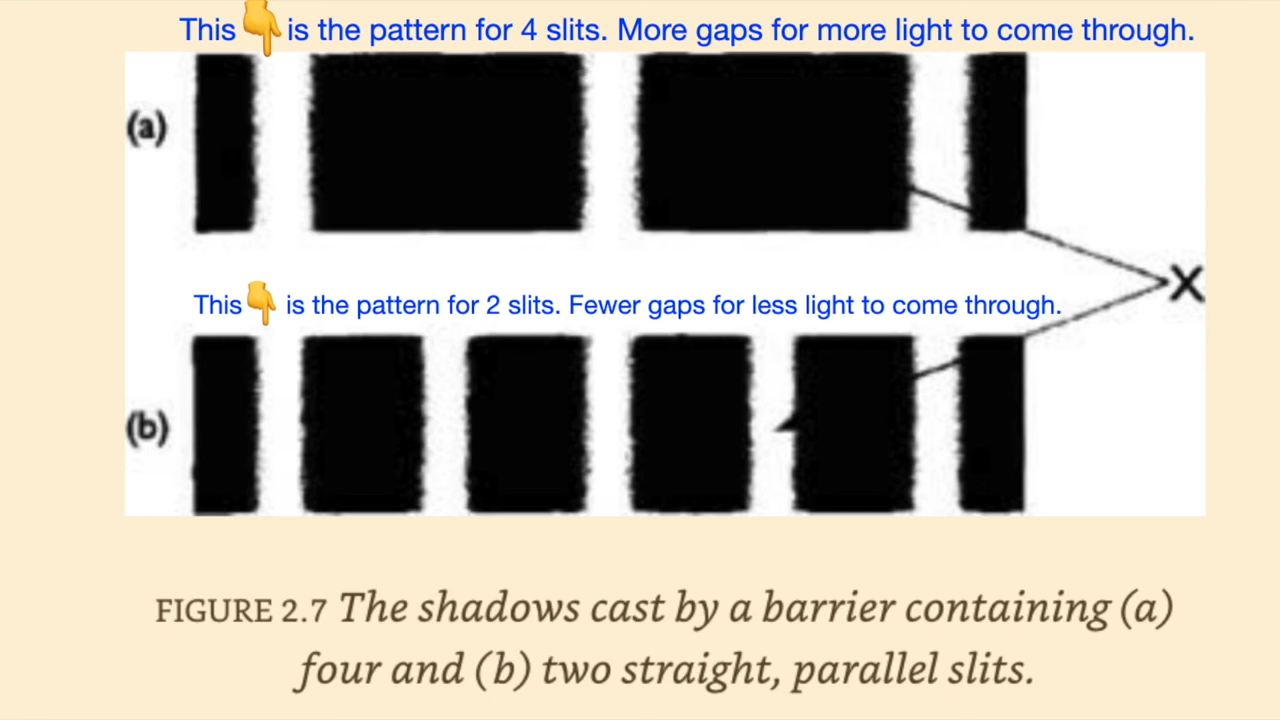 This👇is the pattern for 4 slits. More gaps for more light to come through.
(a)
X
This👇 is the pattern for 2 slits. Fewer gaps for less light to come through.
(b)
FIGURE 2.7 The shadows cast by a barrier containing (a)
four and (b) two straight, parallel slits.